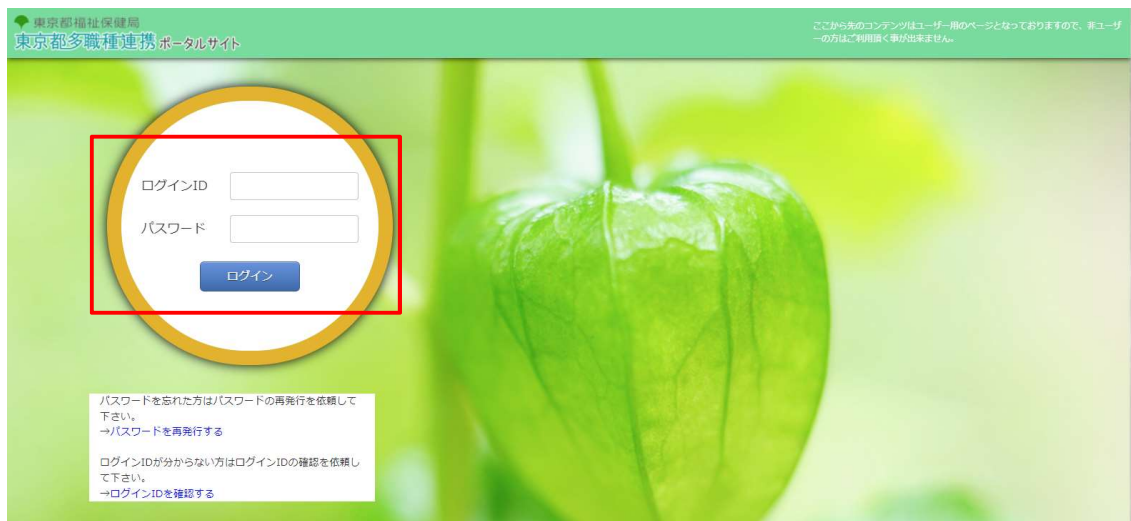 東京都福祉保健局
東京都多職種連携 ポータルサイト
ここから先のコンテンツはユーザー用のページとなっておりますので、非ユーザ
ーの方はご利用頂く事が出来ません。
ログインID
パスワード
ログイン
パスワードを忘れた方はパスワードの再発行を依頼して
下さい。
→パスワードを再発行する
ログインIDが分からない方はログインIDの確認を依頼し
て下さい。
→ログインIDを確認する